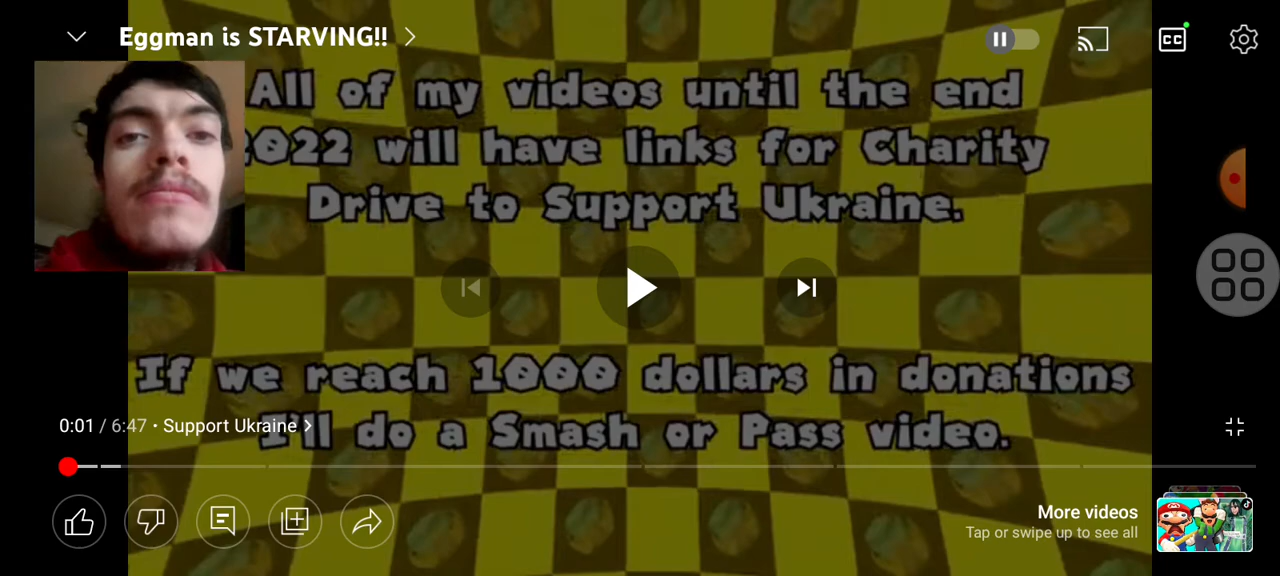 Eggman is STARVING!!
CC
All of my videos until the end
2022 will have links for Charity
Drive to Support Ukraine.
If we reach 1000 dollars in donations
I'll do a Smash or Pass video.
0:01 / 6:47 • Support Ukraine
More videos
Tap or swipe up to see all